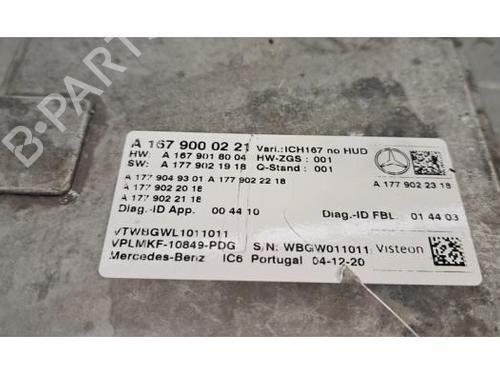 B-PARTS
A 167 900 02 21 Vari.:ICH167 no HUD
HW: A 167 901 80 04 HW-ZGS : 001
SW: A 177 902 19 18 Q-Stand : 001
A 177 904 93 01 A 177 902 22 18 A 177 902 23 18
A 177 902 20 18
A 177 902 21 18
Diag.-ID App. 00 44 10 Diag.-ID FBL. 01 44 03
VTWBGWL1011011
VPLMKF-10849-PDG S/N: WBGW011011 Visteon
Mercedes-Benz IC6 Portugal 04-12-20